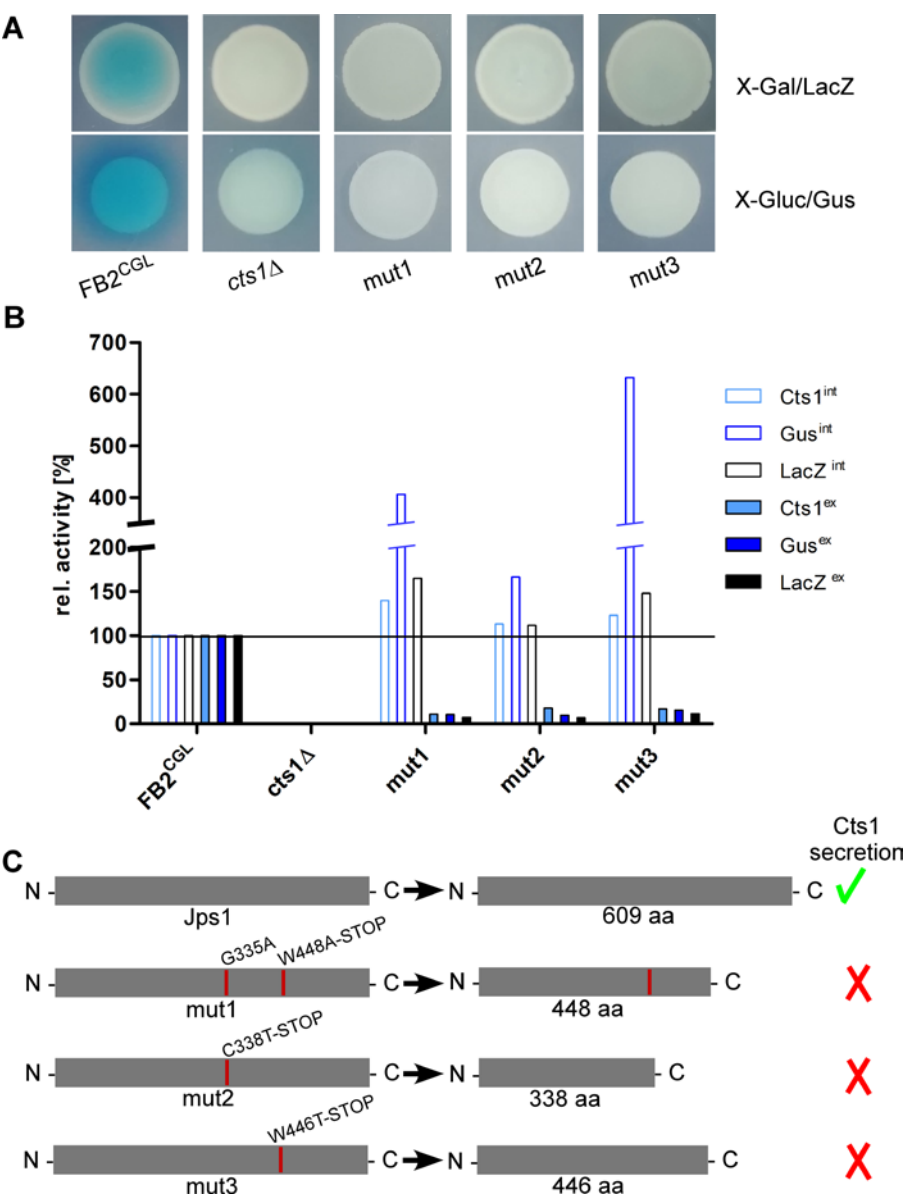 A
X-Gal/LacZ
X-Gluc/Gus
FB2CGL
cts1Δ
mut1
mut2
mut3
B
700
600
500
400
200
150
100
50
0
rel. activity [%]
FB2CGL
cts1Δ
mut1
mut2
mut3
Cts1int
Gusint
LacZ int
Cts1ex
Gusex
LacZ ex
C
Cts1
secretion
N - - C N - - C
Jps1 609 aa
G335A W448A-STOP
N - - C N - - C
mut1 448 aa
C338T-STOP
N - - C N - - C
mut2 338 aa
W446T-STOP
N - - C N - - C
mut3 446 aa